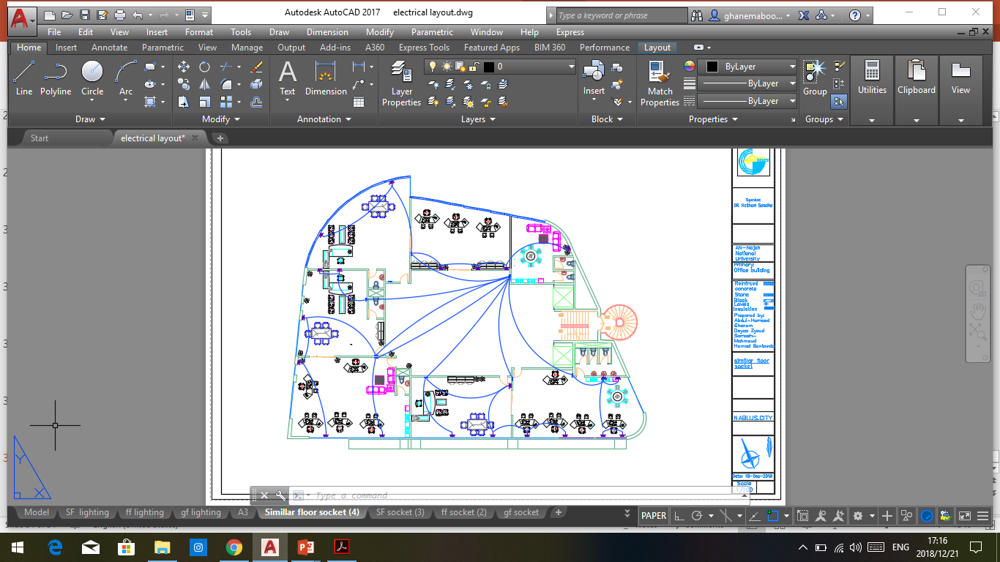 Autodesk AutoCAD 2017 electrical layout.dwg
Type a keyword or phrase
ghanemaboo...
File Edit View Insert Format Tools Draw Dimension Modify Parametric Window Help Express
Home Insert Annotate Parametric View Manage Output Add-ins A360 Express Tools Featured Apps BIM 360 Performance Layout
Line Polyline Circle Arc
Text Dimension
Layer Properties
0
Insert
Match Properties
ByLayer
ByLayer
ByLayer
Group
Utilities
Clipboard
View
Draw Modify Annotation Layers Block Properties Groups
Start electrical layout*
DR. Haitham Sawalha
AN-Najah
National
University
Primary:
Office building
Reinfrced
concrete
Stone
Block
Levels
Insulation
Prepared by:
Abdul-Hameed
Ghanem
Deyaa Zyoud
Sameeh-
Mahmoud
Hamed
similiar floor
socket
NABLUS.CITY
Date: 18-Dec-2018
Scale
1/100
Y
X
Type a command
Model SF lighting ff lighting gf lighting A3 Simillar floor socket (4) SF socket (3) ff socket (2) gf socket
PAPER
ENG
17:16
2018/12/21